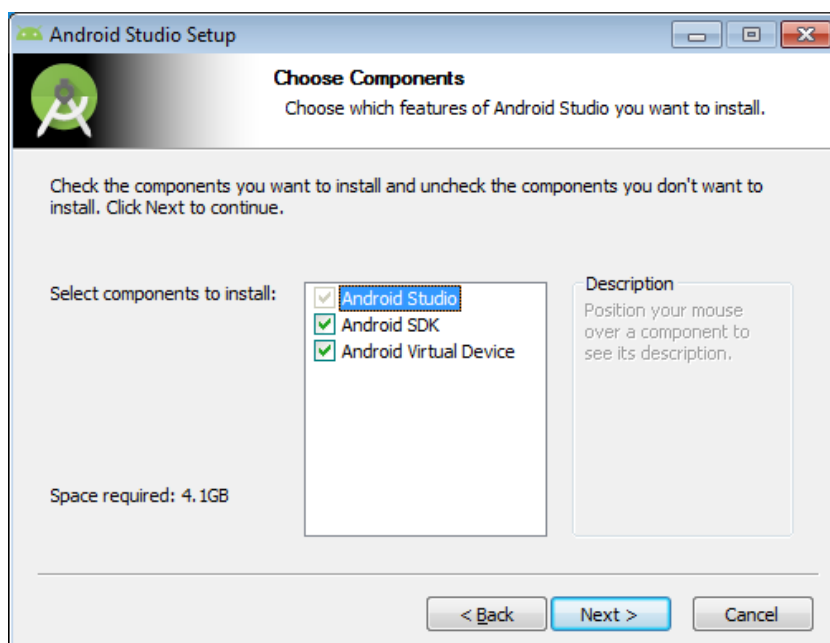 Android Studio Setup
Choose Components
Choose which features of Android Studio you want to install.
Check the components you want to install and uncheck the components you don't want to
install. Click Next to continue.
Select components to install:
Android Studio
Android SDK
Android Virtual Device
Description
Position your mouse
over a component to
see its description.
Space required: 4.1GB
< Back
Next >
Cancel